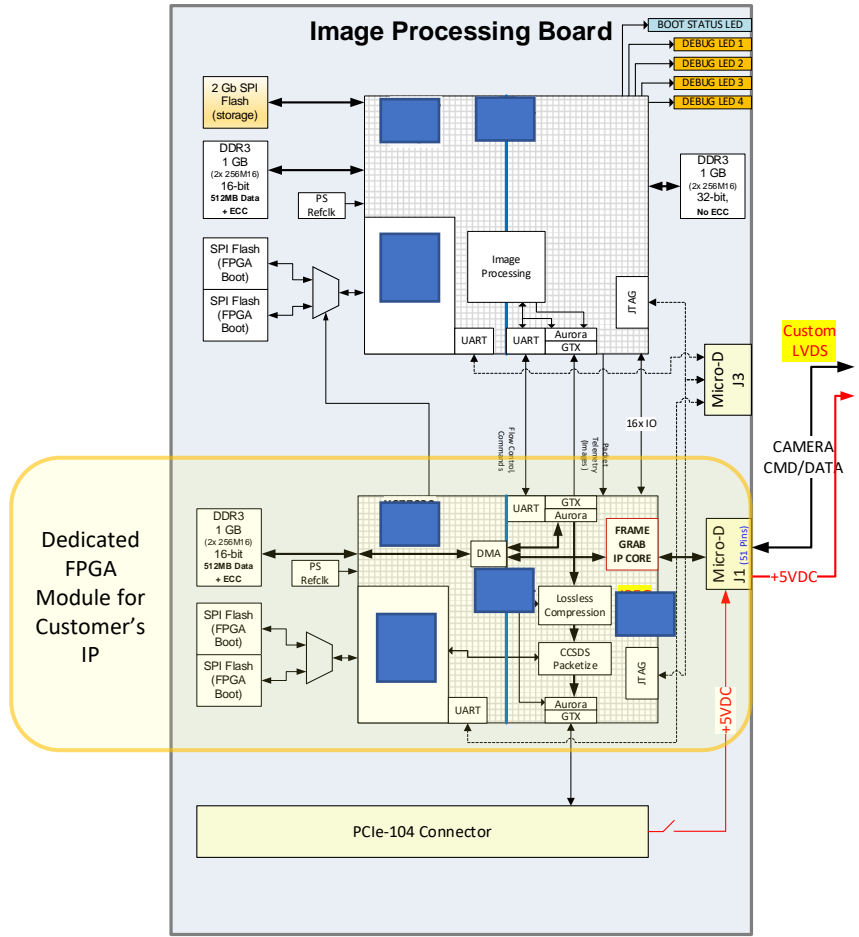 Image Processing Board
BOOT STATUS LED
DEBUG LED 1
DEBUG LED 2
DEBUG LED 3
DEBUG LED 4
2 Gb SPI
Flash
(storage)
DDR3
1 GB
(2x 256M16)
16-bit
512MB Data
+ ECC
PS
Refclk
DDR3
1 GB
(2x 256M16)
32-bit,
No ECC
SPI Flash
(FPGA
Boot)
SPI Flash
(FPGA
Boot)
Image
Processing
JTAG
UART
UART
Aurora
GTX
Micro-D
J3
Custom
LVDS
Flow Control,
Commands
Packet
Telemetry
(Images)
16x IO
CAMERA
CMD/DATA
Dedicated
FPGA
Module for
Customer's
IP
DDR3
1 GB
(2x 256M16)
16-bit
512MB Data
+ ECC
PS
Refclk
UART
GTX
Aurora
DMA
FRAME
GRAB
IP CORE
Micro-D
J1 (51 Pins)
+5VDC
SPI Flash
(FPGA
Boot)
SPI Flash
(FPGA
Boot)
Lossless
Compression
CCSDS
Packetize
JTAG
UART
Aurora
GTX
+5VDC
PCIe-104 Connector